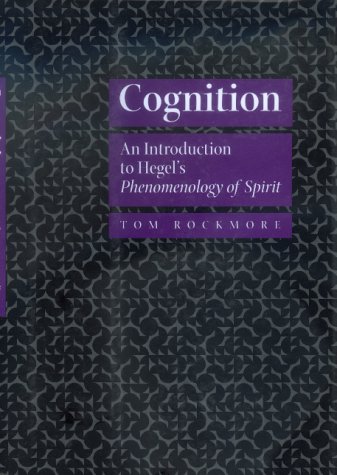 Cognition
An Introduction
to Hegel's
Phenomenology of Spirit
TOM ROCKMORE